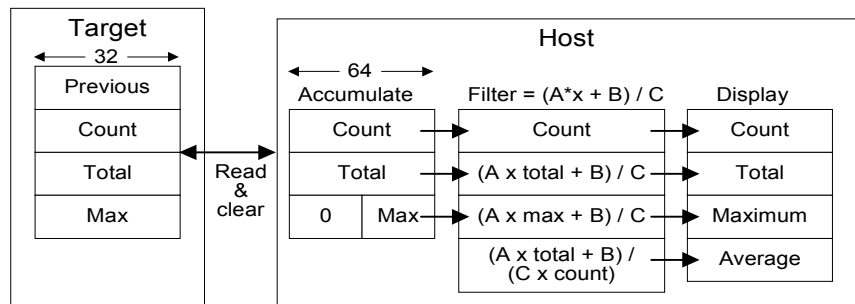 Target
32
Previous
Count
Total
Max
Read
&
clear
Host
64
Accumulate
Count
Total
0 Max
Filter = (A*x + B) / C
Count
(A x total + B) / C
(A x max + B) / C
(A x total + B) /
(C x count)
Display
Count
Total
Maximum
Average